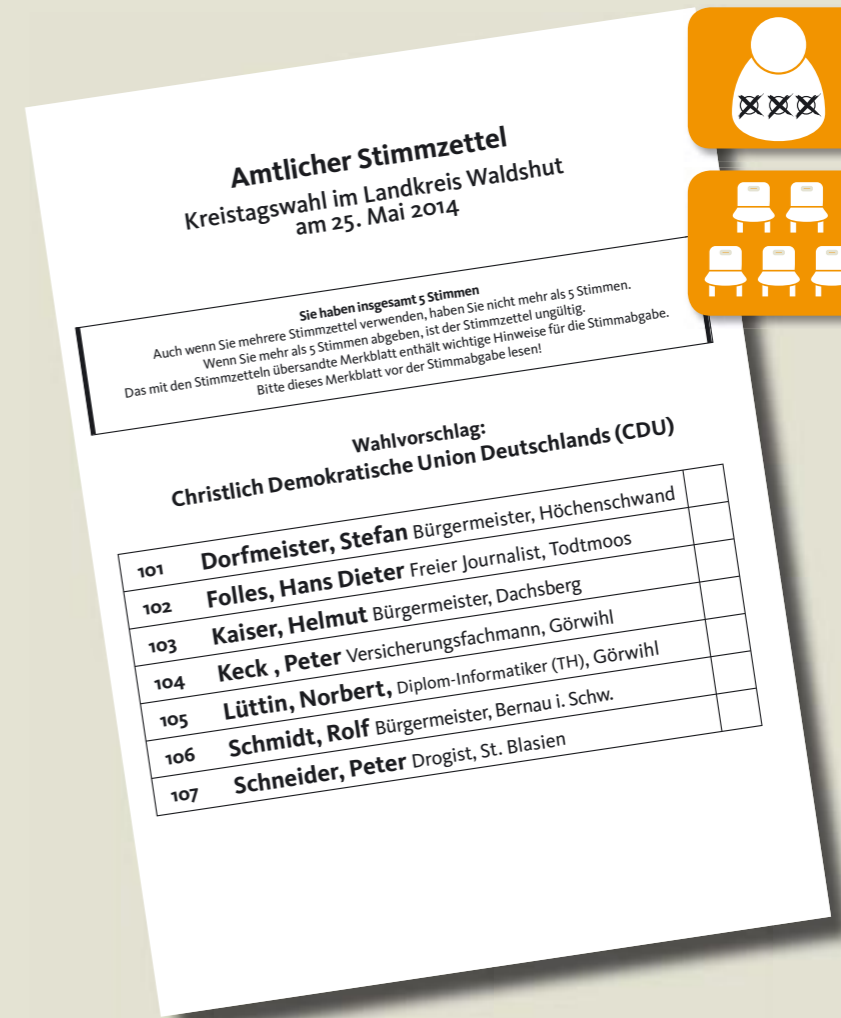 Amtlicher Stimmzettel
Kreistagswahl im Landkreis Waldshut
am 25. Mai 2014
Sie haben insgesamt 5 Stimmen
Auch wenn Sie mehrere Stimmzettel verwenden, haben Sie nicht mehr als 5 Stimmen.
Wenn Sie mehr als 5 Stimmen abgeben, ist der Stimmzettel ungültig.
Das mit den Stimmzetteln übersandte Merkblatt enthält wichtige Hinweise für die Stimmabgabe.
Bitte dieses Merkblatt vor der Stimmabgabe lesen!
Wahlvorschlag:
Christlich Demokratische Union Deutschlands (CDU)
101 Dorfmeister, Stefan Bürgermeister, Höchenschwand
102 Folles, Hans Dieter Freier Journalist, Todtmoos
103 Kaiser, Helmut Bürgermeister, Dachsberg
104 Keck , Peter Versicherungsfachmann, Görwihl
105 Lüttin, Norbert, Diplom-Informatiker (TH), Görwihl
106 Schmidt, Rolf Bürgermeister, Bernau i. Schw.
107 Schneider, Peter Drogist, St. Blasien